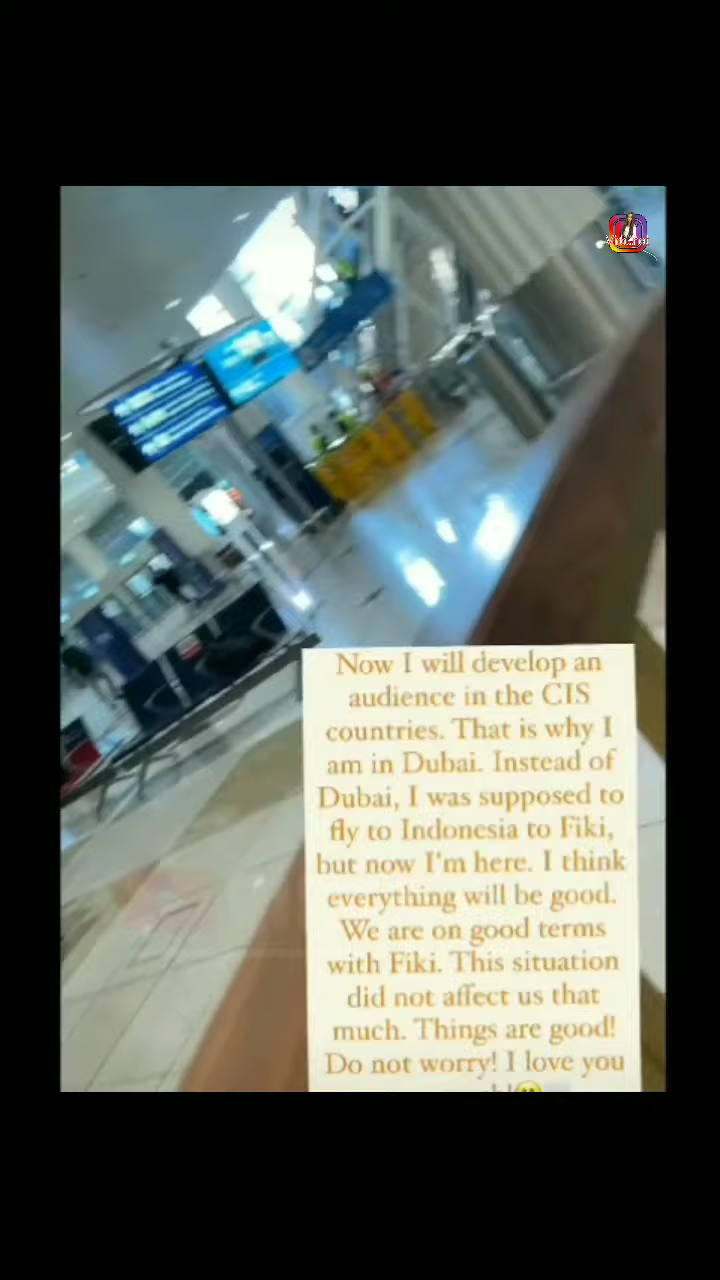 Now I will develop an
audience in the CIS
countries. That is why I
am in Dubai. Instead of
Dubai, I was supposed to
fly to Indonesia to Fiki,
but now I'm here. I think
everything will be good.
We are on good terms
with Fiki. This situation
did not affect us that
much. Things are good!
Do not worry! I love you